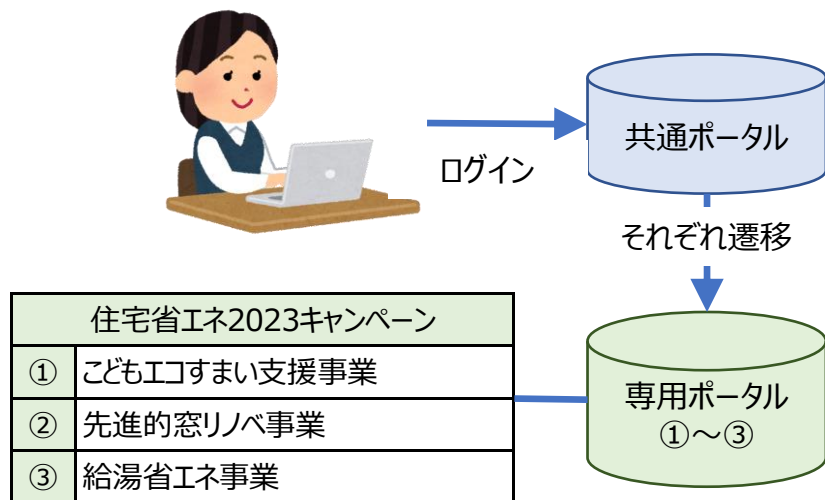 ログイン
共通ポータル
それぞれ遷移
住宅省エネ2023キャンペーン
① こどもエコすまい支援事業
② 先進的窓リノベ事業
③ 給湯省エネ事業
専用ポータル
①～③